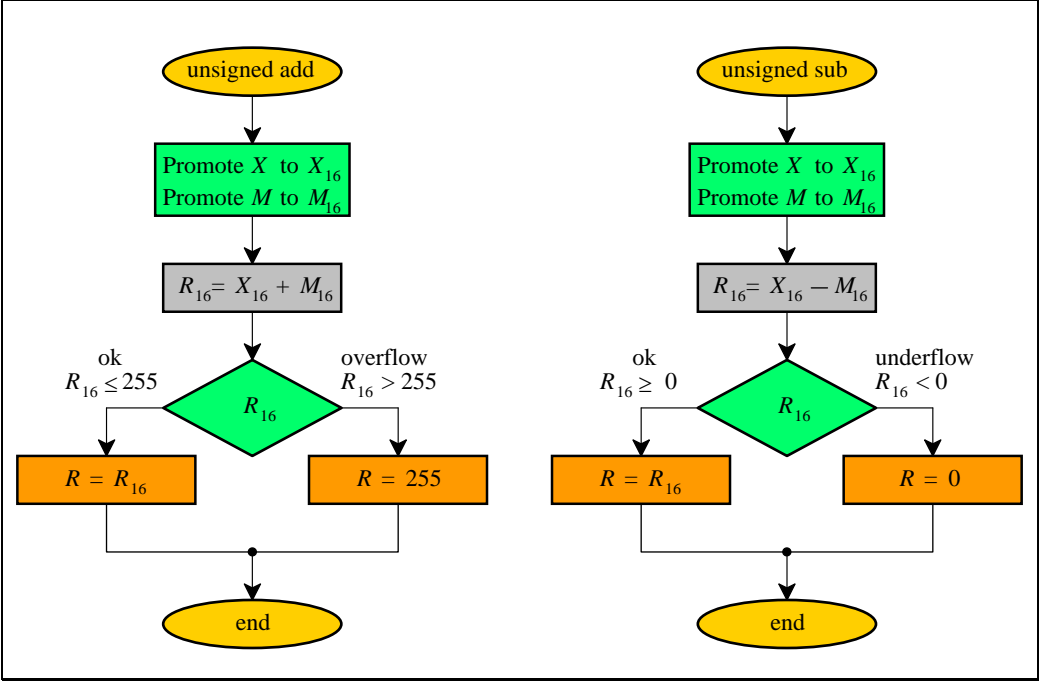 unsigned add
Promote X to X16
Promote M to M16
R16= X16 + M16
ok
R16 ≤ 255
overflow
R16 > 255
R16
R = R16
R = 255
end
unsigned sub
Promote X to X16
Promote M to M16
R16= X16 – M16
ok
R16 ≥ 0
underflow
R16 < 0
R16
R = R16
R = 0
end